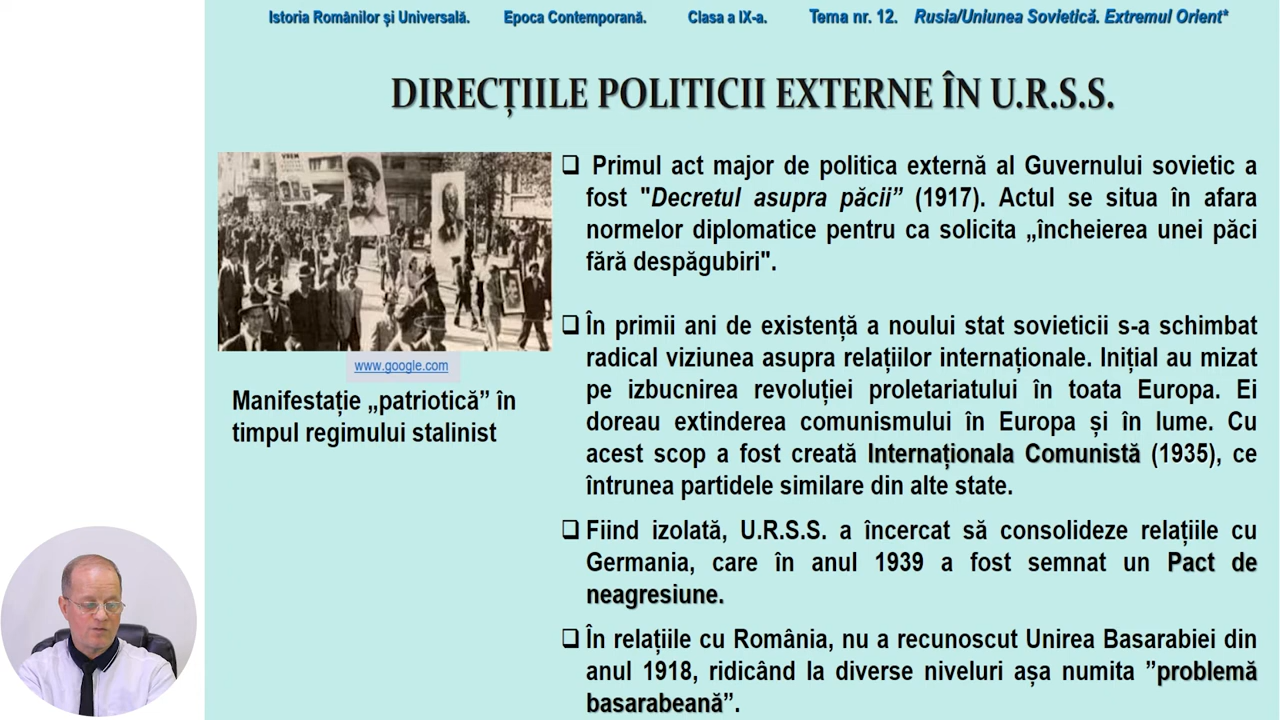 Istoria Românilor și Universală. Epoca Contemporană. Clasa a IX-a. Tema nr. 12. Rusia/Uniunea Sovietică. Extremul Orient*
DIRECȚIILE POLITICII EXTERNE ÎN U.R.S.S.
www.google.com
Manifestație „patriotică” în
timpul regimului stalinist
❑ Primul act major de politica externă al Guvernului sovietic a
fost "Decretul asupra păcii” (1917). Actul se situa în afara
normelor diplomatice pentru ca solicita „încheierea unei păci
fără despăgubiri".
❑ În primii ani de existență a noului stat sovieticii s-a schimbat
radical viziunea asupra relațiilor internaționale. Inițial au mizat
pe izbucnirea revoluției proletariatului în toata Europa. Ei
doreau extinderea comunismului în Europa și în lume. Cu
acest scop a fost creată Internaționala Comunistă (1935), ce
întrunea partidele similare din alte state.
❑ Fiind izolată, U.R.S.S. a încercat să consolideze relațiile cu
Germania, care în anul 1939 a fost semnat un Pact de
neagresiune.
❑ În relațiile cu România, nu a recunoscut Unirea Basarabiei din
anul 1918, ridicând la diverse niveluri așa numita ”problemă
basarabeană”.